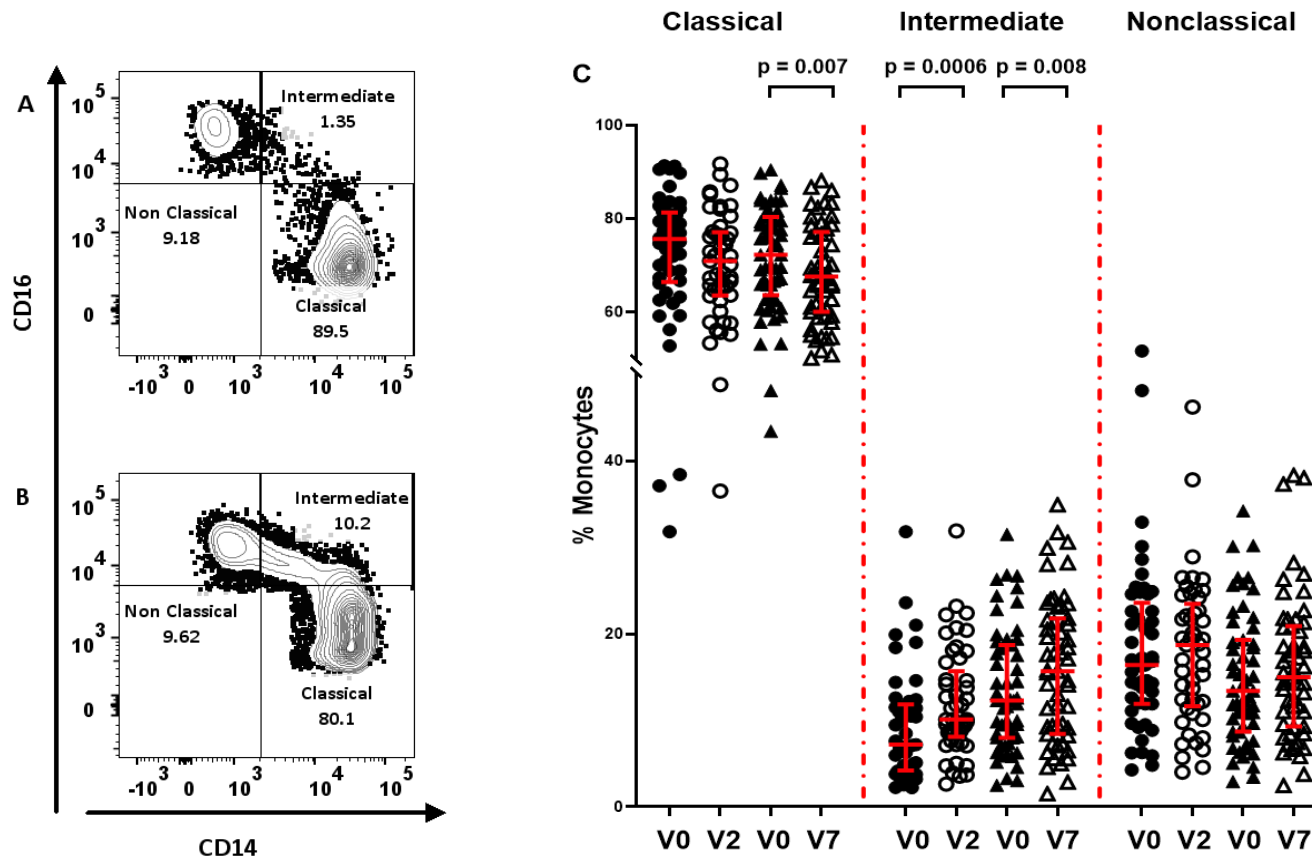 Classical Intermediate Nonclassical
C
p = 0.007 p = 0.0006 p = 0.008
A
CD16
10^5
10^4
10^3
0
Intermediate
1.35
Non Classical
9.18
Classical
89.5
-10^3 0 10^3 10^4 10^5
B
10^5
10^4
10^3
0
Intermediate
10.2
Non Classical
9.62
Classical
80.1
-10^3 0 10^3 10^4 10^5
CD14
% Monocytes
100
80
60
40
20
0
V0 V2 V0 V7 V0 V2 V0 V7 V0 V2 V0 V7